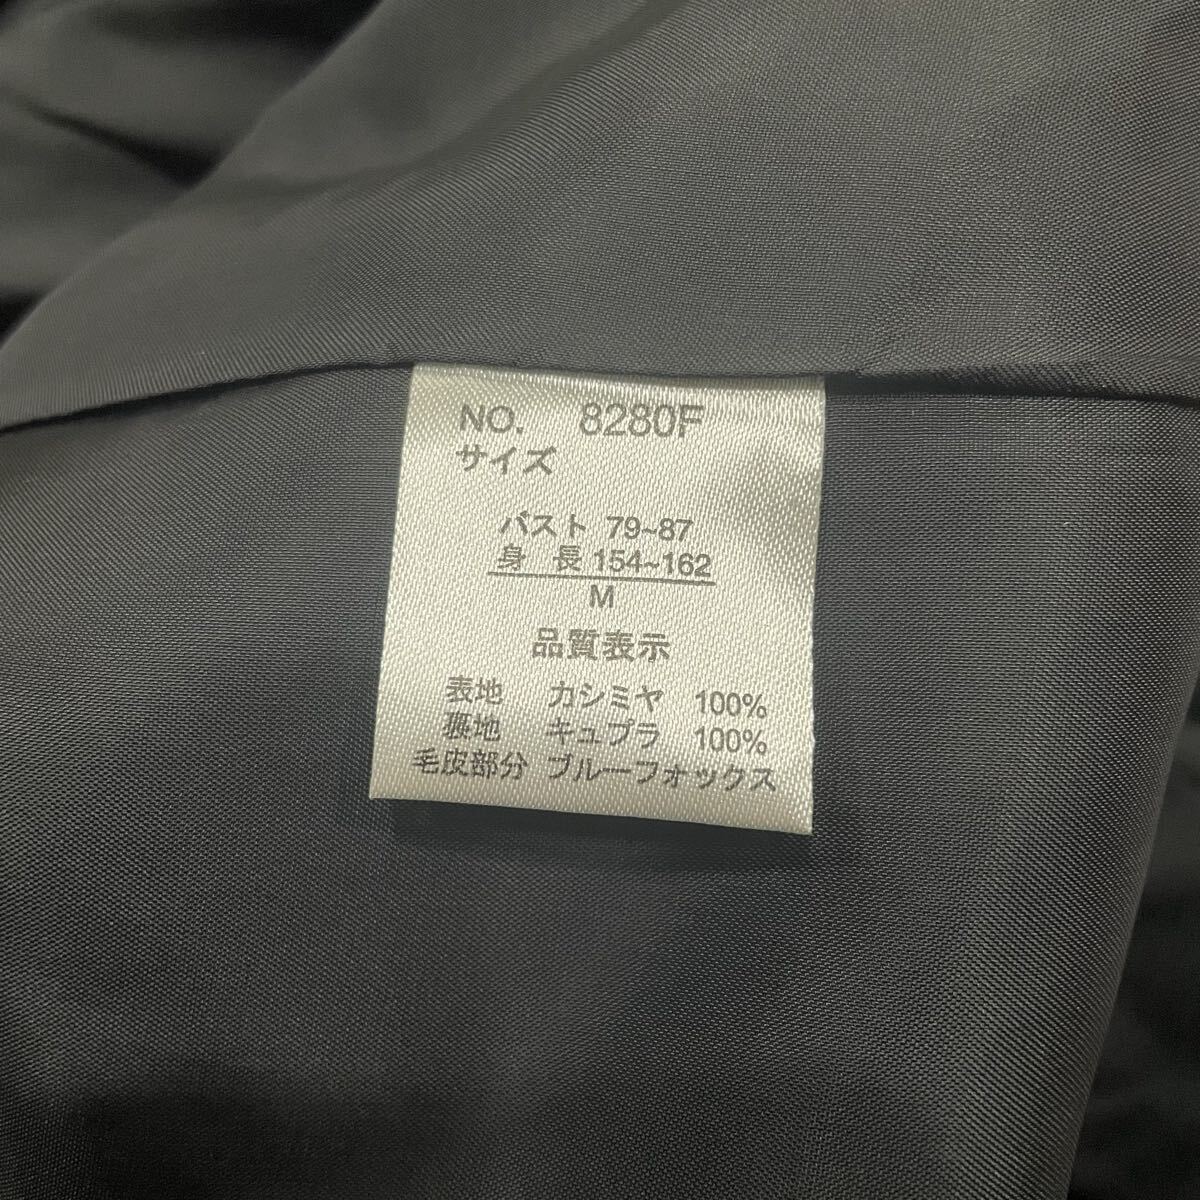 NO. 8280F
サイズ
バスト 79~87
身 長 154~162
M
品質表示
表地 カシミヤ 100%
裏地 キュプラ 100%
毛皮部分 ブルーフォックス